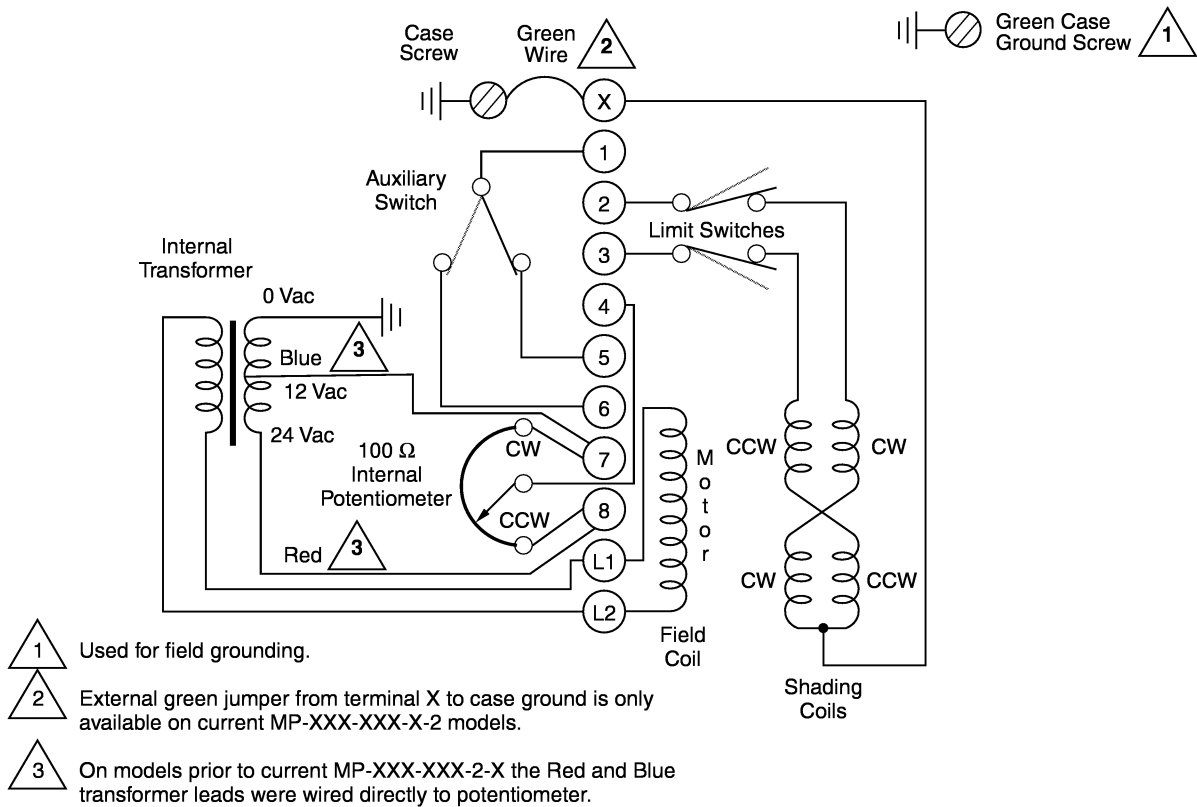 Case
Screw
Green
Wire
2
Green Case
Ground Screw
1
X
1
Auxiliary
Switch
2
Limit Switches
3
Internal
Transformer
0 Vac
4
Blue
3
5
12 Vac
6
24 Vac
100 Ω
Internal
Potentiometer
CW
7
CCW
8
Red
3
L1
L2
Motor
Field
Coil
CCW
CW
CW
CCW
Shading
Coils
1
Used for field grounding.
2
External green jumper from terminal X to case ground is only
available on current MP-XXX-XXX-X-2 models.
3
On models prior to current MP-XXX-XXX-2-X the Red and Blue
transformer leads were wired directly to potentiometer.